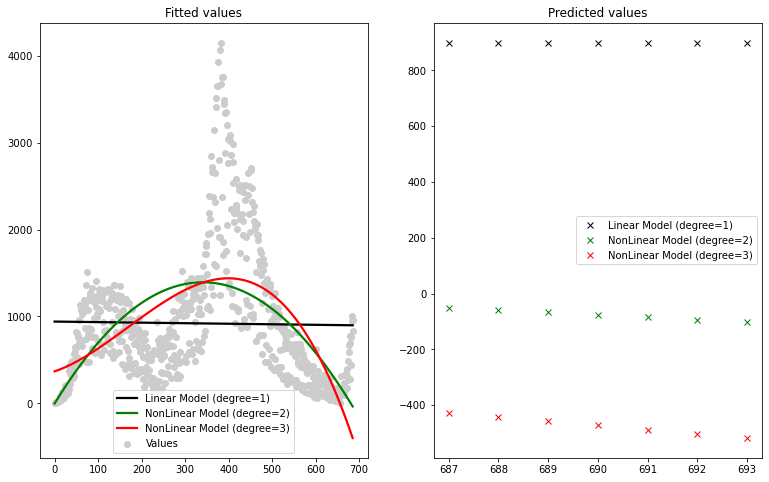 Fitted values
4000
3000
2000
1000
0
0 100 200 300 400 500 600 700
Linear Model (degree=1)
NonLinear Model (degree=2)
NonLinear Model (degree=3)
Values
Predicted values
800
600
400
200
0
−200
−400
687 688 689 690 691 692 693
Linear Model (degree=1)
NonLinear Model (degree=2)
NonLinear Model (degree=3)